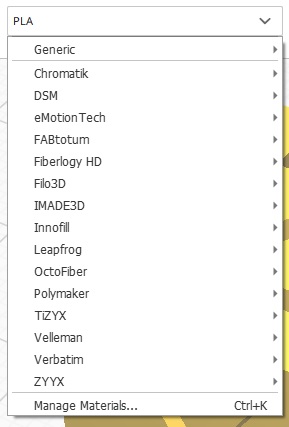 PLA
Generic
Chromatik
DSM
eMotionTech
FABtotum
Fiberlogy HD
Filo3D
IMADE3D
Innofill
Leapfrog
OctoFiber
Polymaker
TiZYX
Velleman
Verbatim
ZYYX
Manage Materials... Ctrl+K